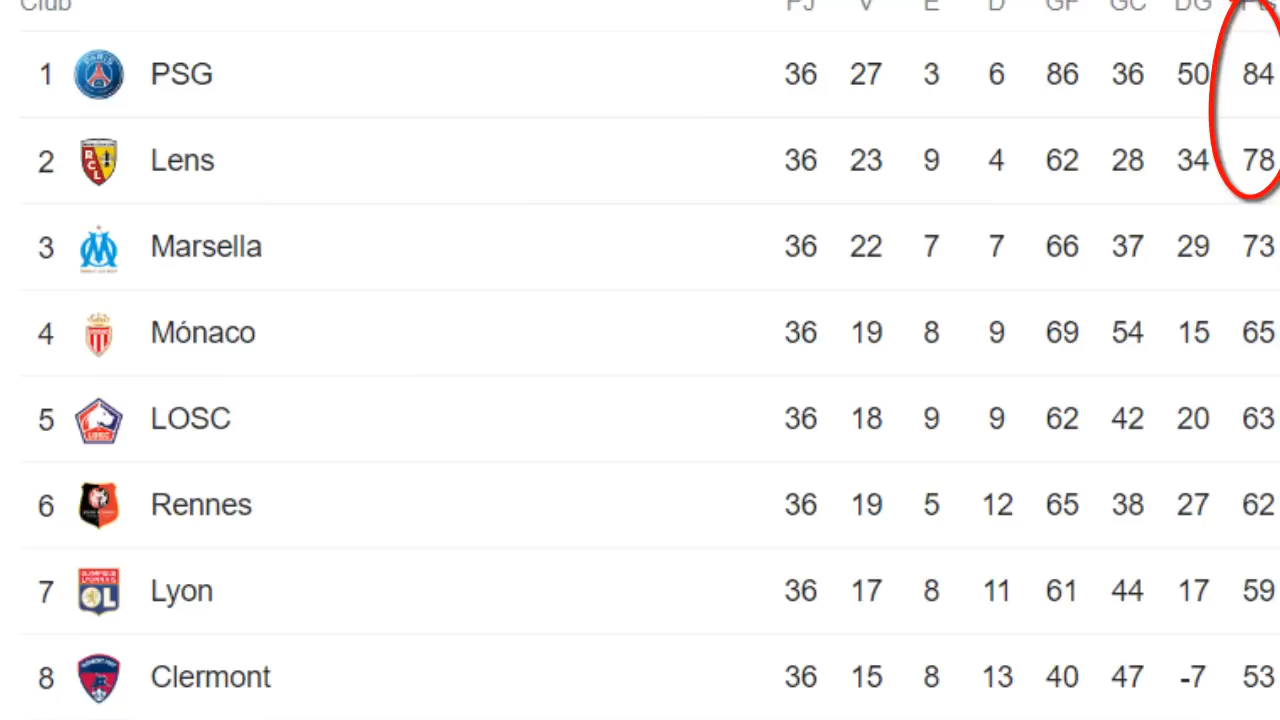 Club PJ V E D GF GC DG Pts
1 PSG 36 27 3 6 86 36 50 84
2 RCL Lens 36 23 9 4 62 28 34 78
3 Marsella 36 22 7 7 66 37 29 73
4 Mónaco 36 19 8 9 69 54 15 65
5 LOSC LOSC 36 18 9 9 62 42 20 63
6 Rennes 36 19 5 12 65 38 27 62
7 OL Lyon 36 17 8 11 61 44 17 59
8 Clermont 36 15 8 13 40 47 -7 53